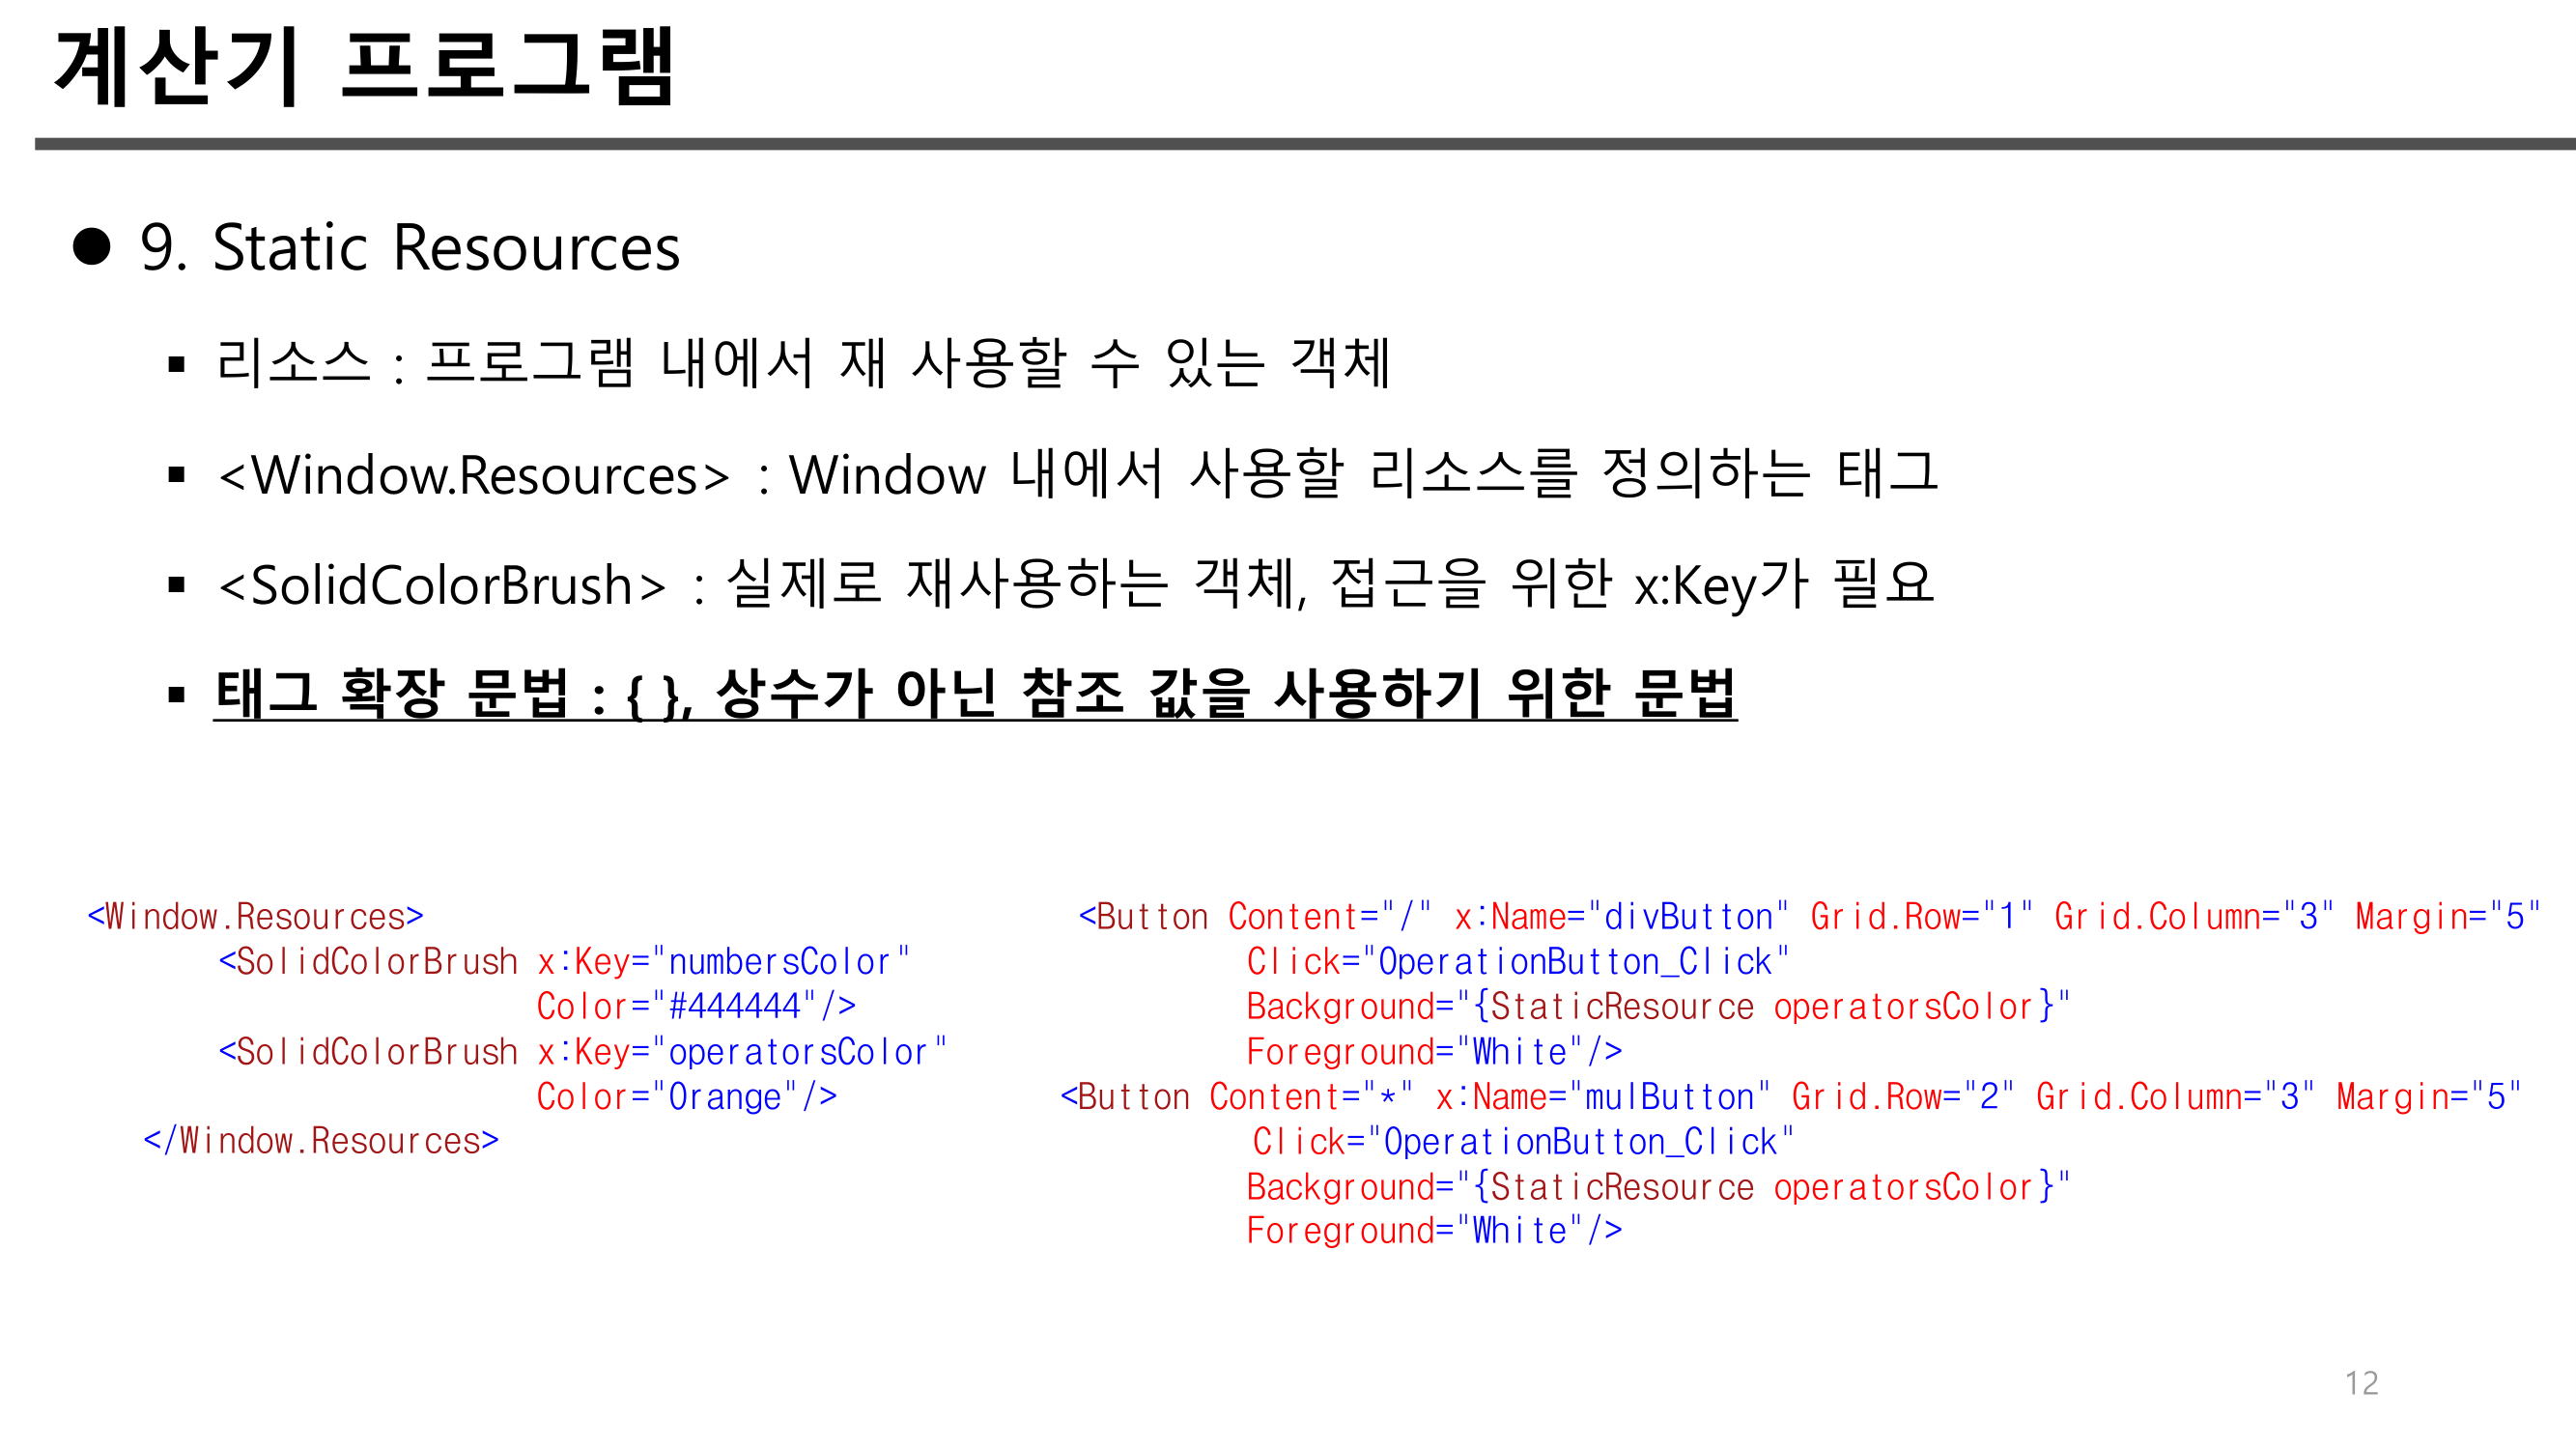 계산기 프로그램
● 9. Static Resources
▪ 리소스 : 프로그램 내에서 재 사용할 수 있는 객체
▪ <Window.Resources> : Window 내에서 사용할 리소스를 정의하는 태그
▪ <SolidColorBrush> : 실제로 재사용하는 객체, 접근을 위한 x:Key가 필요
▪ 태그 확장 문법 : { }, 상수가 아닌 참조 값을 사용하기 위한 문법
<Window.Resources>
<SolidColorBrush x:Key="numbersColor"
Color="#444444"/>
<SolidColorBrush x:Key="operatorsColor"
Color="Orange"/>
</Window.Resources>
<Button Content="/" x:Name="divButton" Grid.Row="1" Grid.Column="3" Margin="5"
Click="OperationButton_Click"
Background="{StaticResource operatorsColor}"
Foreground="White"/>
<Button Content="*" x:Name="mulButton" Grid.Row="2" Grid.Column="3" Margin="5"
Click="OperationButton_Click"
Background="{StaticResource operatorsColor}"
Foreground="White"/>
12